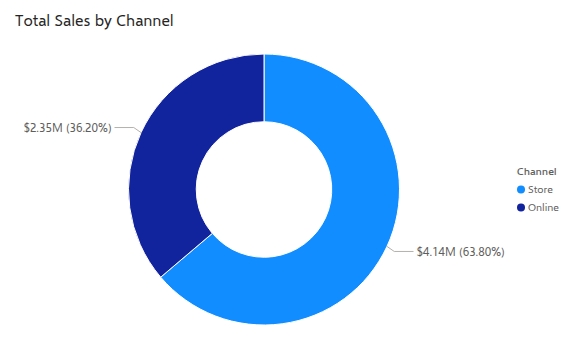 Total Sales by Channel
$2.35M (36.20%)
Channel
Store
Online
$4.14M (63.80%)